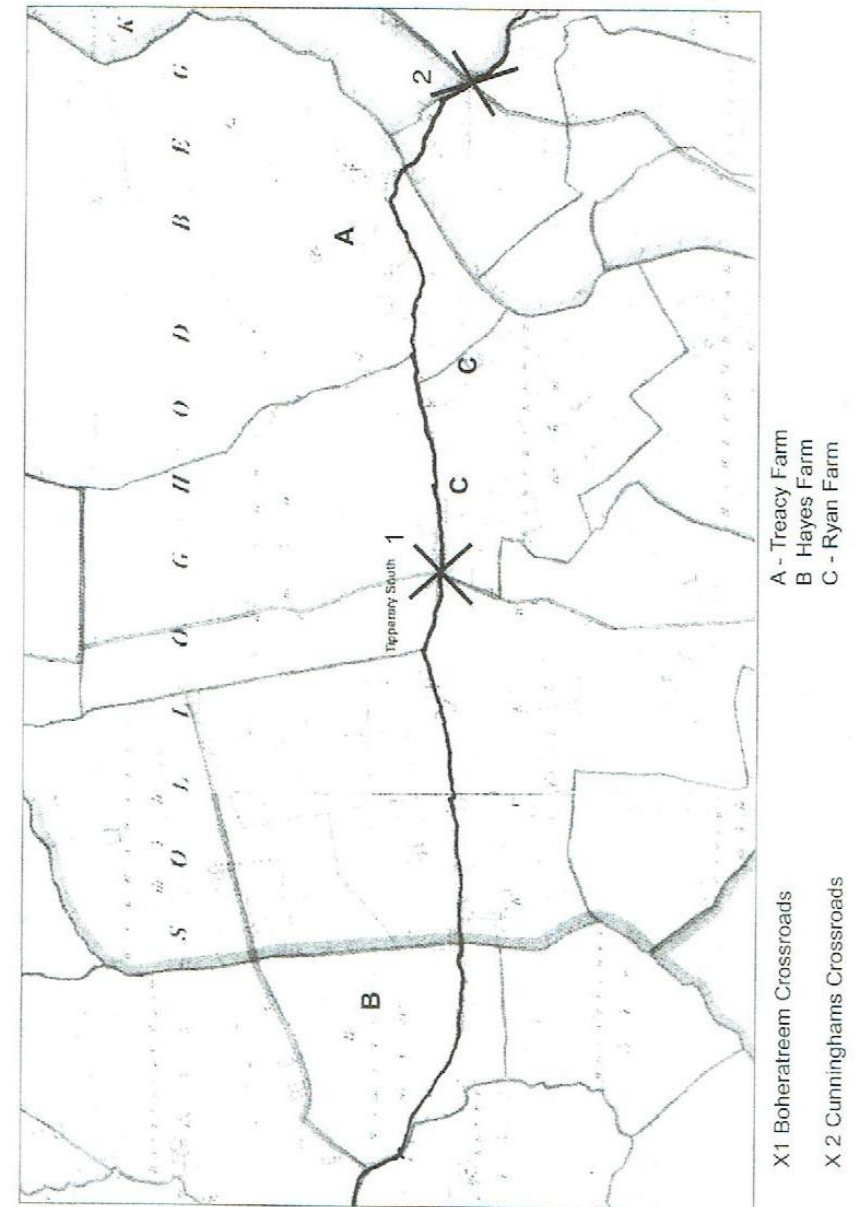 K
S O L L O G H O D B E G
A
B
Tipperary South 1
2
C
C
A - Treacy Farm
B Hayes Farm
C - Ryan Farm
X1 Boheratreem Crossroads
X 2 Cunninghams Crossroads